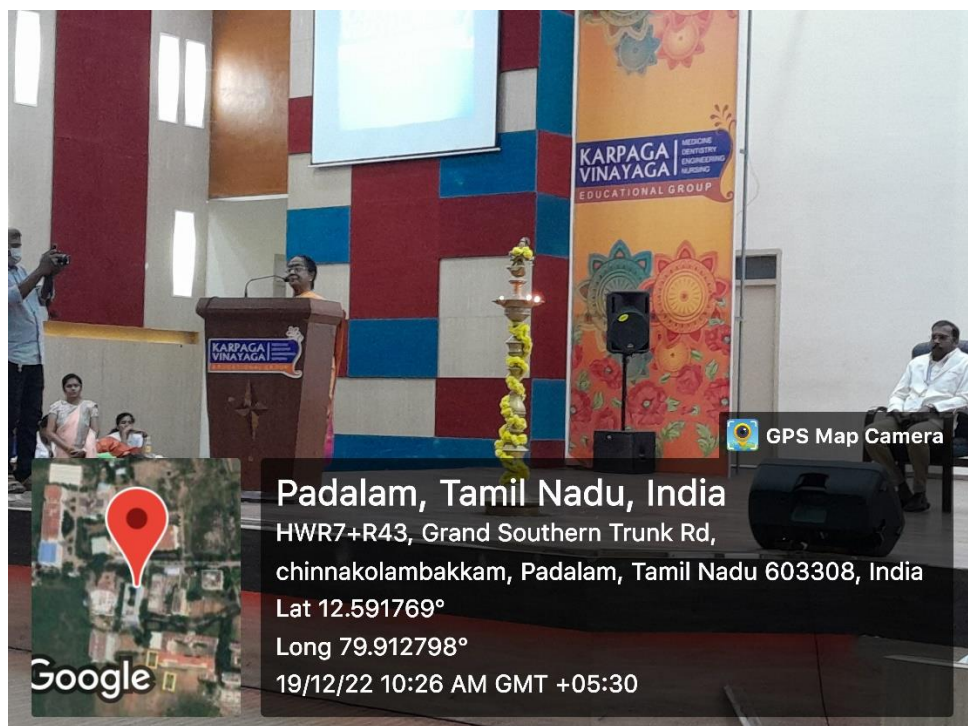 KARPAGA
VINAYAGA
MEDICINE
DENTISTRY
ENGINEERING
NURSING
EDUCATIONAL GROUP
KARPAGA
VINAYAGA
EDUCATIONAL GROUP
GPS Map Camera
Padalam, Tamil Nadu, India
HWR7+R43, Grand Southern Trunk Rd,
chinnakolambakkam, Padalam, Tamil Nadu 603308, India
Lat 12.591769°
Long 79.912798°
19/12/22 10:26 AM GMT +05:30
Google